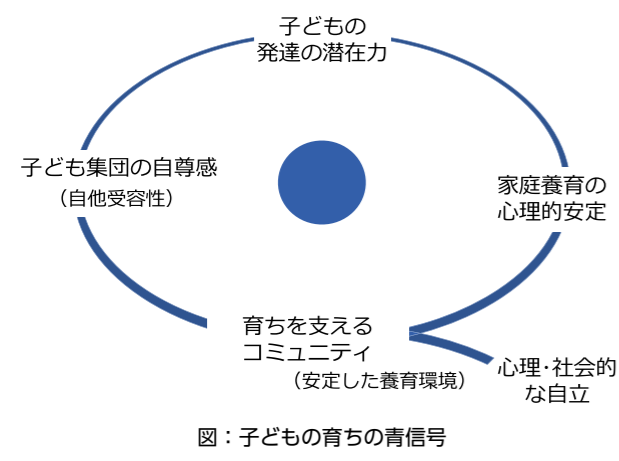 子どもの
発達の潜在力
子ども集団の自尊感
（自他受容性）
家庭養育の
心理的安定
育ちを支える
コミュニティ
（安定した養育環境）
心理･社会的
な自立
図：子どもの育ちの青信号